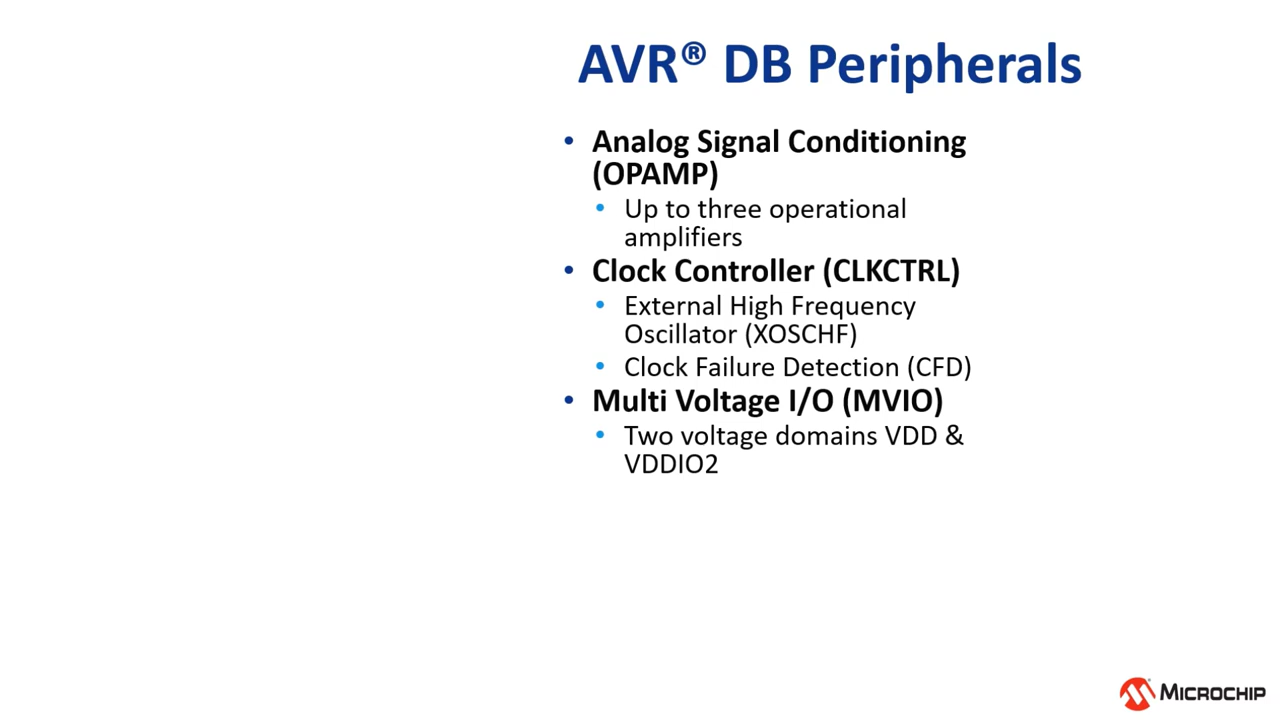 AVR® DB Peripherals
• Analog Signal Conditioning
(OPAMP)
• Up to three operational
amplifiers
• Clock Controller (CLKCTRL)
• External High Frequency
Oscillator (XOSCHF)
• Clock Failure Detection (CFD)
• Multi Voltage I/O (MVIO)
• Two voltage domains VDD &
VDDIO2
MICROCHIP